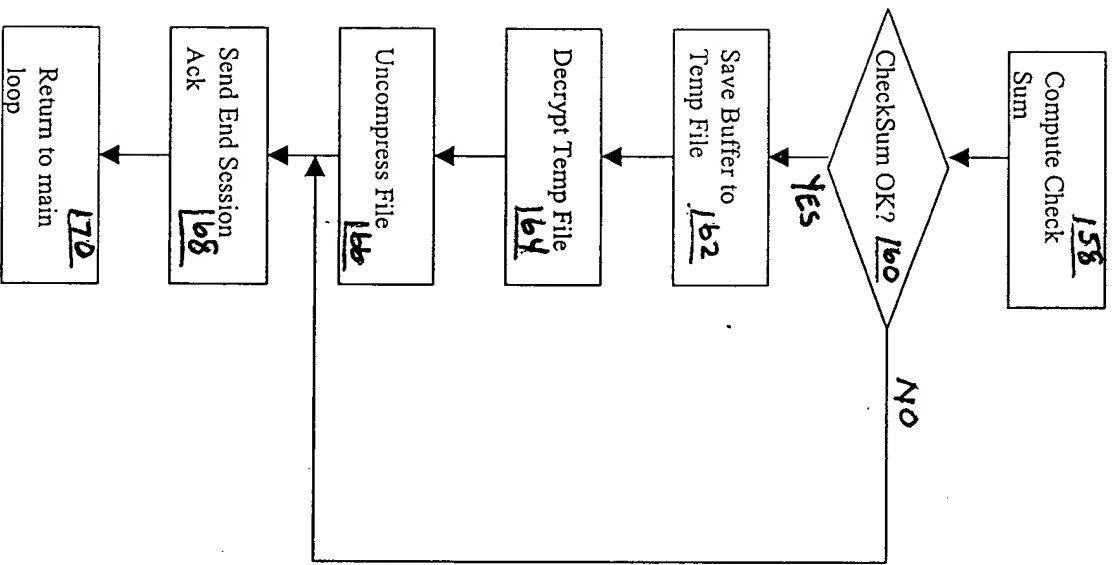 Compute Check
Sum
158
CheckSum OK? 160
YES
NO
Save Buffer to
Temp File
162
Decrypt Temp File
164
Uncompress File
166
Send End Session
Ack
168
Return to main
loop
170